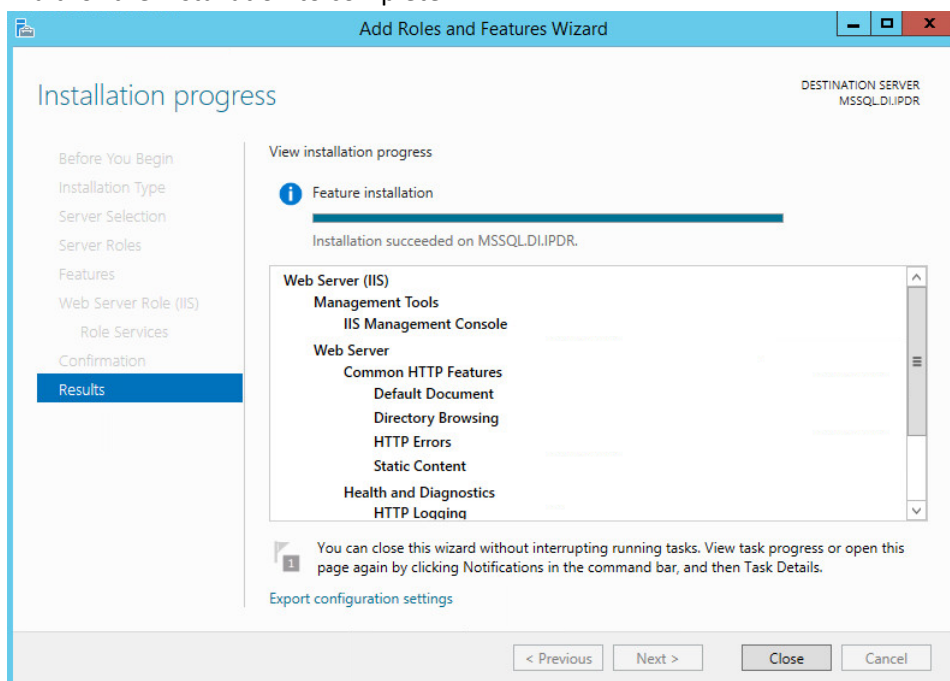 Add Roles and Features Wizard
Installation progress
DESTINATION SERVER
MSSQL.DI.IPDR
Before You Begin
Installation Type
Server Selection
Server Roles
Features
Web Server Role (IIS)
Role Services
Confirmation
Results
View installation progress
Feature installation
Installation succeeded on MSSQL.DI.IPDR.
Web Server (IIS)
Management Tools
IIS Management Console
Web Server
Common HTTP Features
Default Document
Directory Browsing
HTTP Errors
Static Content
Health and Diagnostics
HTTP Logging
1
You can close this wizard without interrupting running tasks. View task progress or open this
page again by clicking Notifications in the command bar, and then Task Details.
Export configuration settings
< Previous
Next >
Close
Cancel